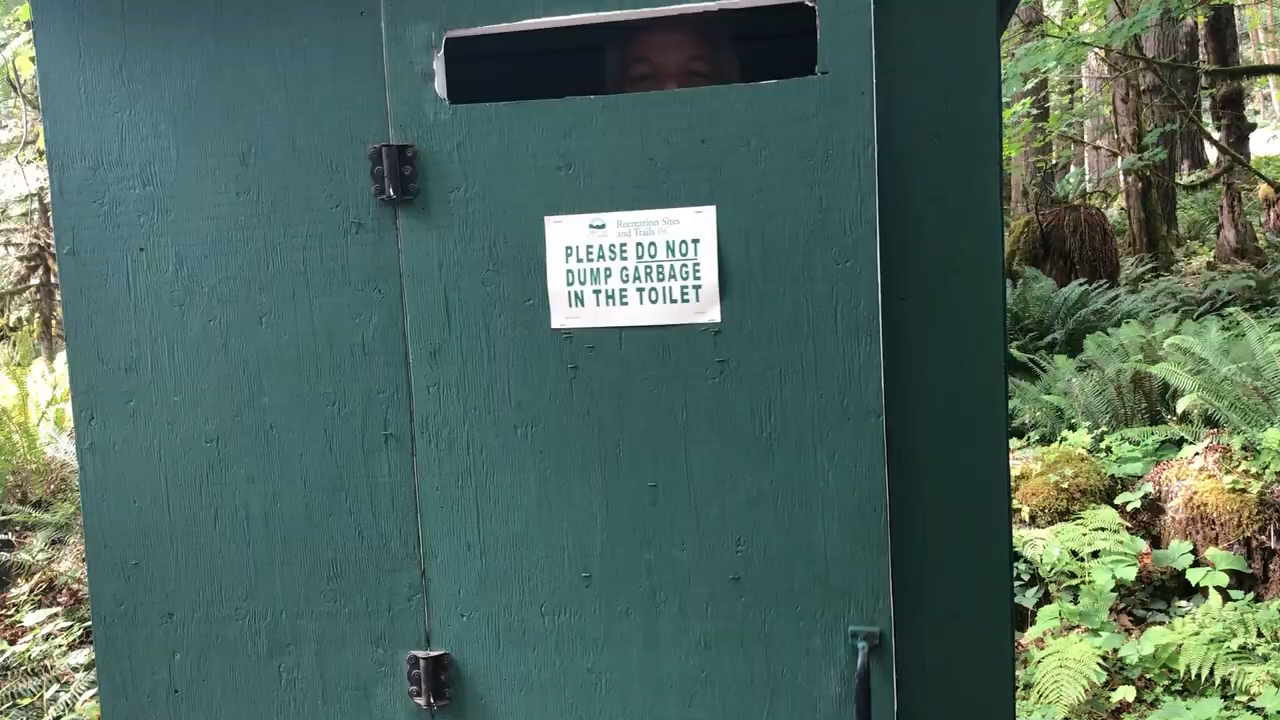 Recreation Sites
and Trails BC
PLEASE DO NOT
DUMP GARBAGE
IN THE TOILET